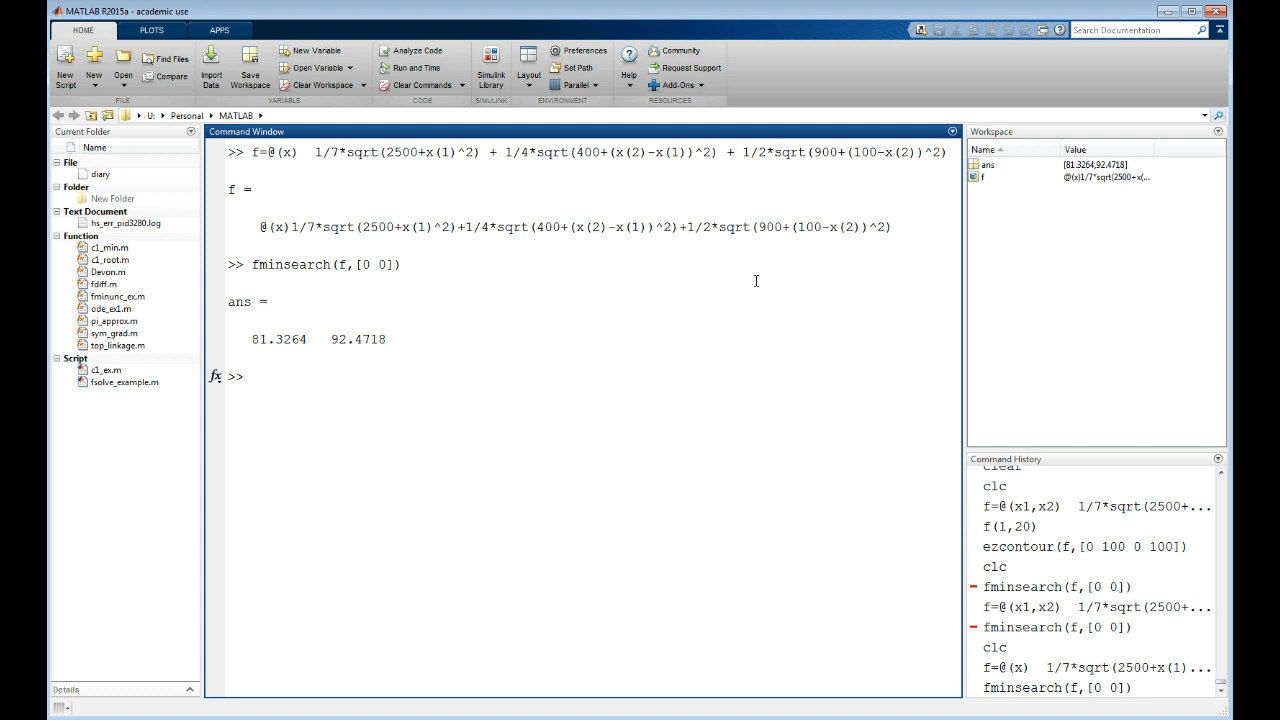 MATLAB R2015a - academic use
HOME PLOTS APPS
Search Documentation
New Script
New
Open
Find Files
Compare
FILE
Import Data
Save Workspace
New Variable
Open Variable
Clear Workspace
VARIABLE
Analyze Code
Run and Time
Clear Commands
CODE
Simulink Library
SIMULINK
Layout
Preferences
Set Path
Parallel
ENVIRONMENT
Help
Community
Request Support
Add-Ons
RESOURCES
U: Personal MATLAB
Current Folder
Name
File
diary
Folder
New Folder
Text Document
hs_err_pid3280.log
Function
c1_min.m
c1_root.m
Devon.m
fdiff.m
fminunc_ex.m
ode_ex1.m
pi_approx.m
sym_grad.m
top_linkage.m
Script
c1_ex.m
fsolve_example.m
Details
Command Window
>> f=@(x)  1/7*sqrt(2500+x(1)^2) + 1/4*sqrt(400+(x(2)-x(1))^2) + 1/2*sqrt(900+(100-x(2))^2)
f =
@(x)1/7*sqrt(2500+x(1)^2)+1/4*sqrt(400+(x(2)-x(1))^2)+1/2*sqrt(900+(100-x(2))^2)
>> fminsearch(f,[0 0])
ans =
81.3264   92.4718
fx >>
Workspace
Name Value
ans [81.3264,92.4718]
f @(x)1/7*sqrt(2500+x(...
Command History
clear
clc
f=@(x1,x2)  1/7*sqrt(2500+...
f(1,20)
ezcontour(f,[0 100 0 100])
clc
fminsearch(f,[0 0])
f=@(x1,x2)  1/7*sqrt(2500+...
fminsearch(f,[0 0])
clc
f=@(x)  1/7*sqrt(2500+x(1)...
fminsearch(f,[0 0])